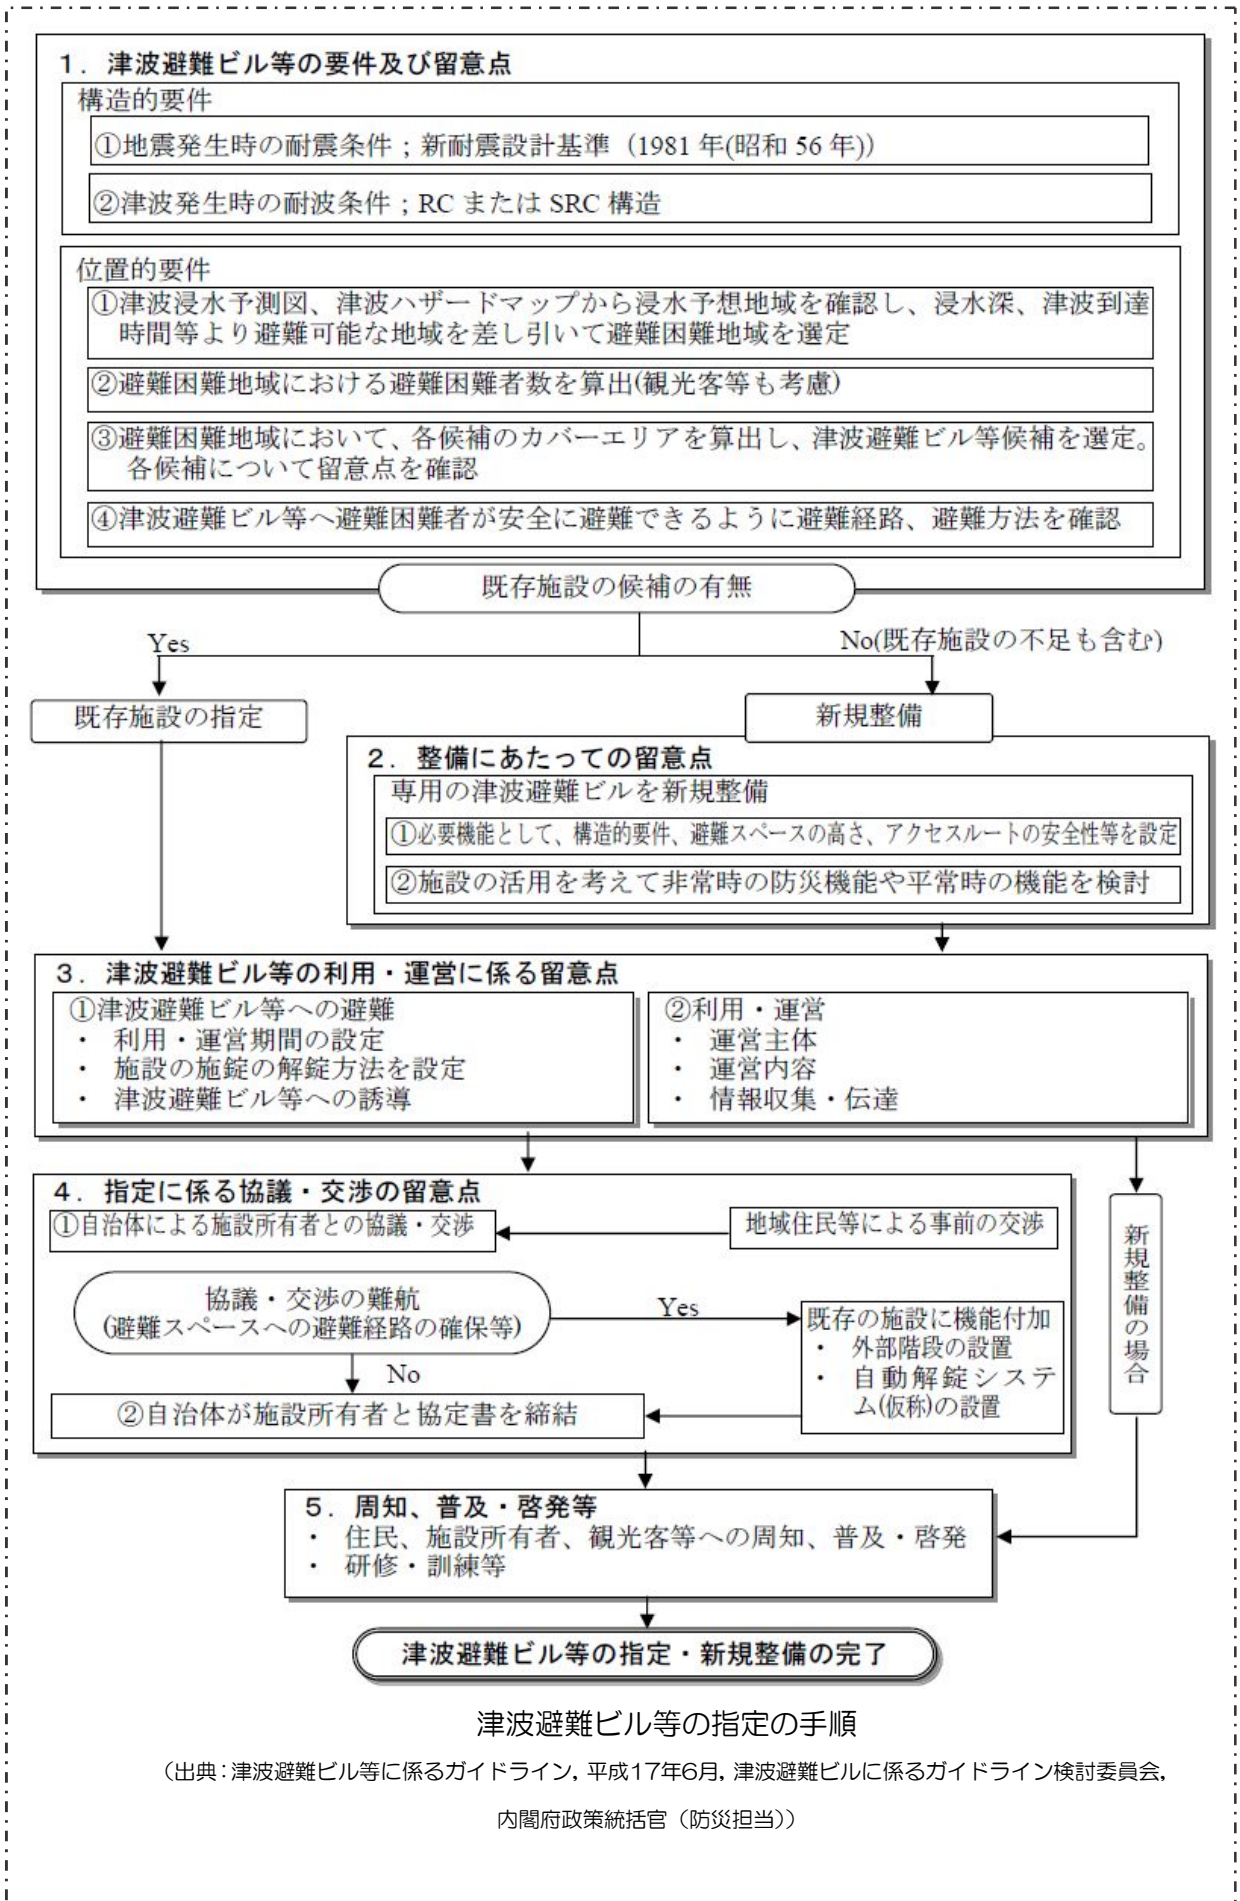 1．津波避難ビル等の要件及び留意点
構造的要件
①地震発生時の耐震条件；新耐震設計基準（1981 年(昭和 56 年)）
②津波発生時の耐波条件；RC または SRC 構造
位置的要件
①津波浸水予測図、津波ハザードマップから浸水予想地域を確認し、浸水深、津波到達
時間等より避難可能な地域を差し引いて避難困難地域を選定
②避難困難地域における避難困難者数を算出(観光客等も考慮)
③避難困難地域において、各候補のカバーエリアを算出し、津波避難ビル等候補を選定。
各候補について留意点を確認
④津波避難ビル等へ避難困難者が安全に避難できるように避難経路、避難方法を確認
既存施設の候補の有無
Yes
No(既存施設の不足も含む)
既存施設の指定
新規整備
2．整備にあたっての留意点
専用の津波避難ビルを新規整備
①必要機能として、構造的要件、避難スペースの高さ、アクセスルートの安全性等を設定
②施設の活用を考えて非常時の防災機能や平常時の機能を検討
3．津波避難ビル等の利用・運営に係る留意点
①津波避難ビル等への避難
・ 利用・運営期間の設定
・ 施設の施錠の解錠方法を設定
・ 津波避難ビル等への誘導
②利用・運営
・ 運営主体
・ 運営内容
・ 情報収集・伝達
4．指定に係る協議・交渉の留意点
①自治体による施設所有者との協議・交渉
地域住民等による事前の交渉
協議・交渉の難航
(避難スペースへの避難経路の確保等)
Yes
既存の施設に機能付加
・ 外部階段の設置
・ 自動解錠システ
ム(仮称)の設置
No
②自治体が施設所有者と協定書を締結
新規整備の場合
5．周知、普及・啓発等
・ 住民、施設所有者、観光客等への周知、普及・啓発
・ 研修・訓練等
津波避難ビル等の指定・新規整備の完了
津波避難ビル等の指定の手順
（出典：津波避難ビル等に係るガイドライン，平成17年6月，津波避難ビルに係るガイドライン検討委員会，
内閣府政策統括官（防災担当））